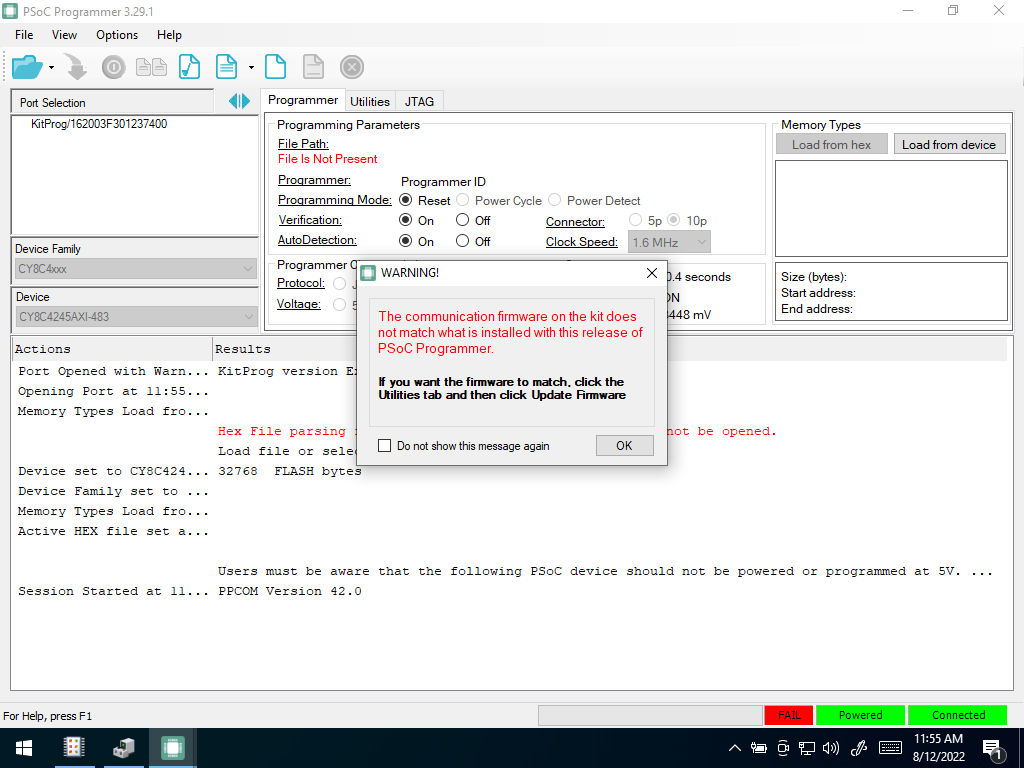 PSoC Programmer 3.29.1
File View Options Help
Port Selection
KitProg/162003F301237400
Device Family
CY8C4xxx
Device
CY8C4245AXI-483
Programmer Utilities JTAG
Programming Parameters
File Path:
File Is Not Present
Programmer: Programmer ID
Programming Mode: Reset Power Cycle Power Detect
Verification: On Off Connector: 5p 10p
AutoDetection: On Off Clock Speed: 1.6 MHz
Programmer
Protocol:
Voltage: 5
0.4 seconds
ON
448 mV
Memory Types
Load from hex Load from device
Size (bytes):
Start address:
End address:
WARNING!
The communication firmware on the kit does
not match what is installed with this release of
PSoC Programmer.
If you want the firmware to match, click the
Utilities tab and then click Update Firmware
Do not show this message again OK
Actions Results
Port Opened with Warn... KitProg version
Opening Port at 11:55...
Memory Types Load fro...
Hex File parsing not be opened.
Load file or
Device set to CY8C424... 32768 FLASH bytes
Device Family set to ...
Memory Types Load fro...
Active HEX file set a...
Users must be aware that the following PSoC device should not be powered or programmed at 5V. ...
Session Started at 11... PPCOM Version 42.0
For Help, press F1 FAIL Powered Connected
11:55 AM
8/12/2022
1